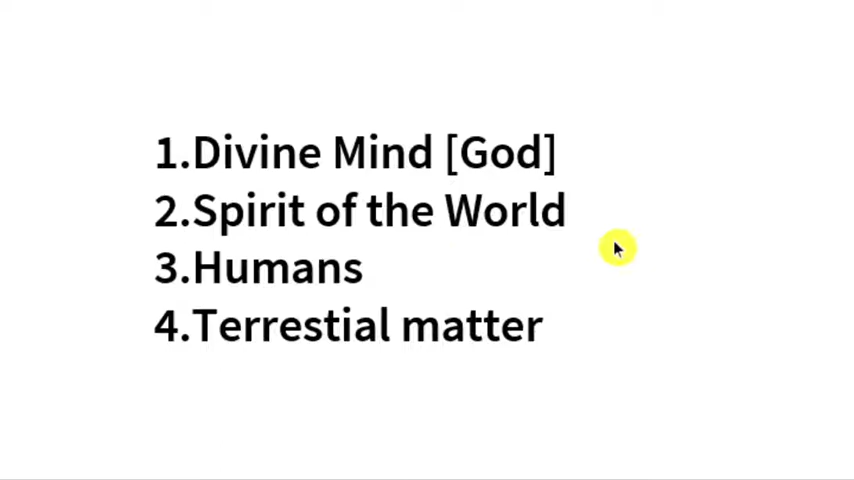 1.Divine Mind [God]
2.Spirit of the World
3.Humans
4.Terrestial matter